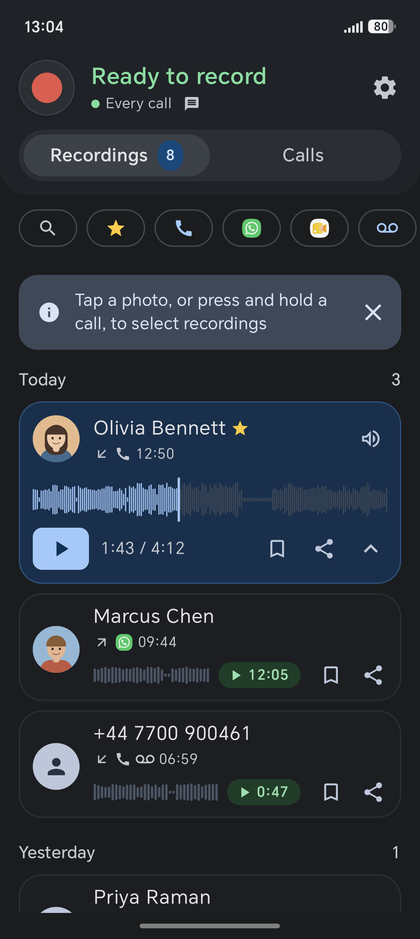 13:04
80
Ready to record
Every call
Recordings 8
Calls
Tap a photo, or press and hold a
call, to select recordings
Today
3
Olivia Bennett
12:50
1:43 / 4:12
Marcus Chen
09:44
12:05
+44 7700 900461
06:59
0:47
Yesterday
1
Priya Raman